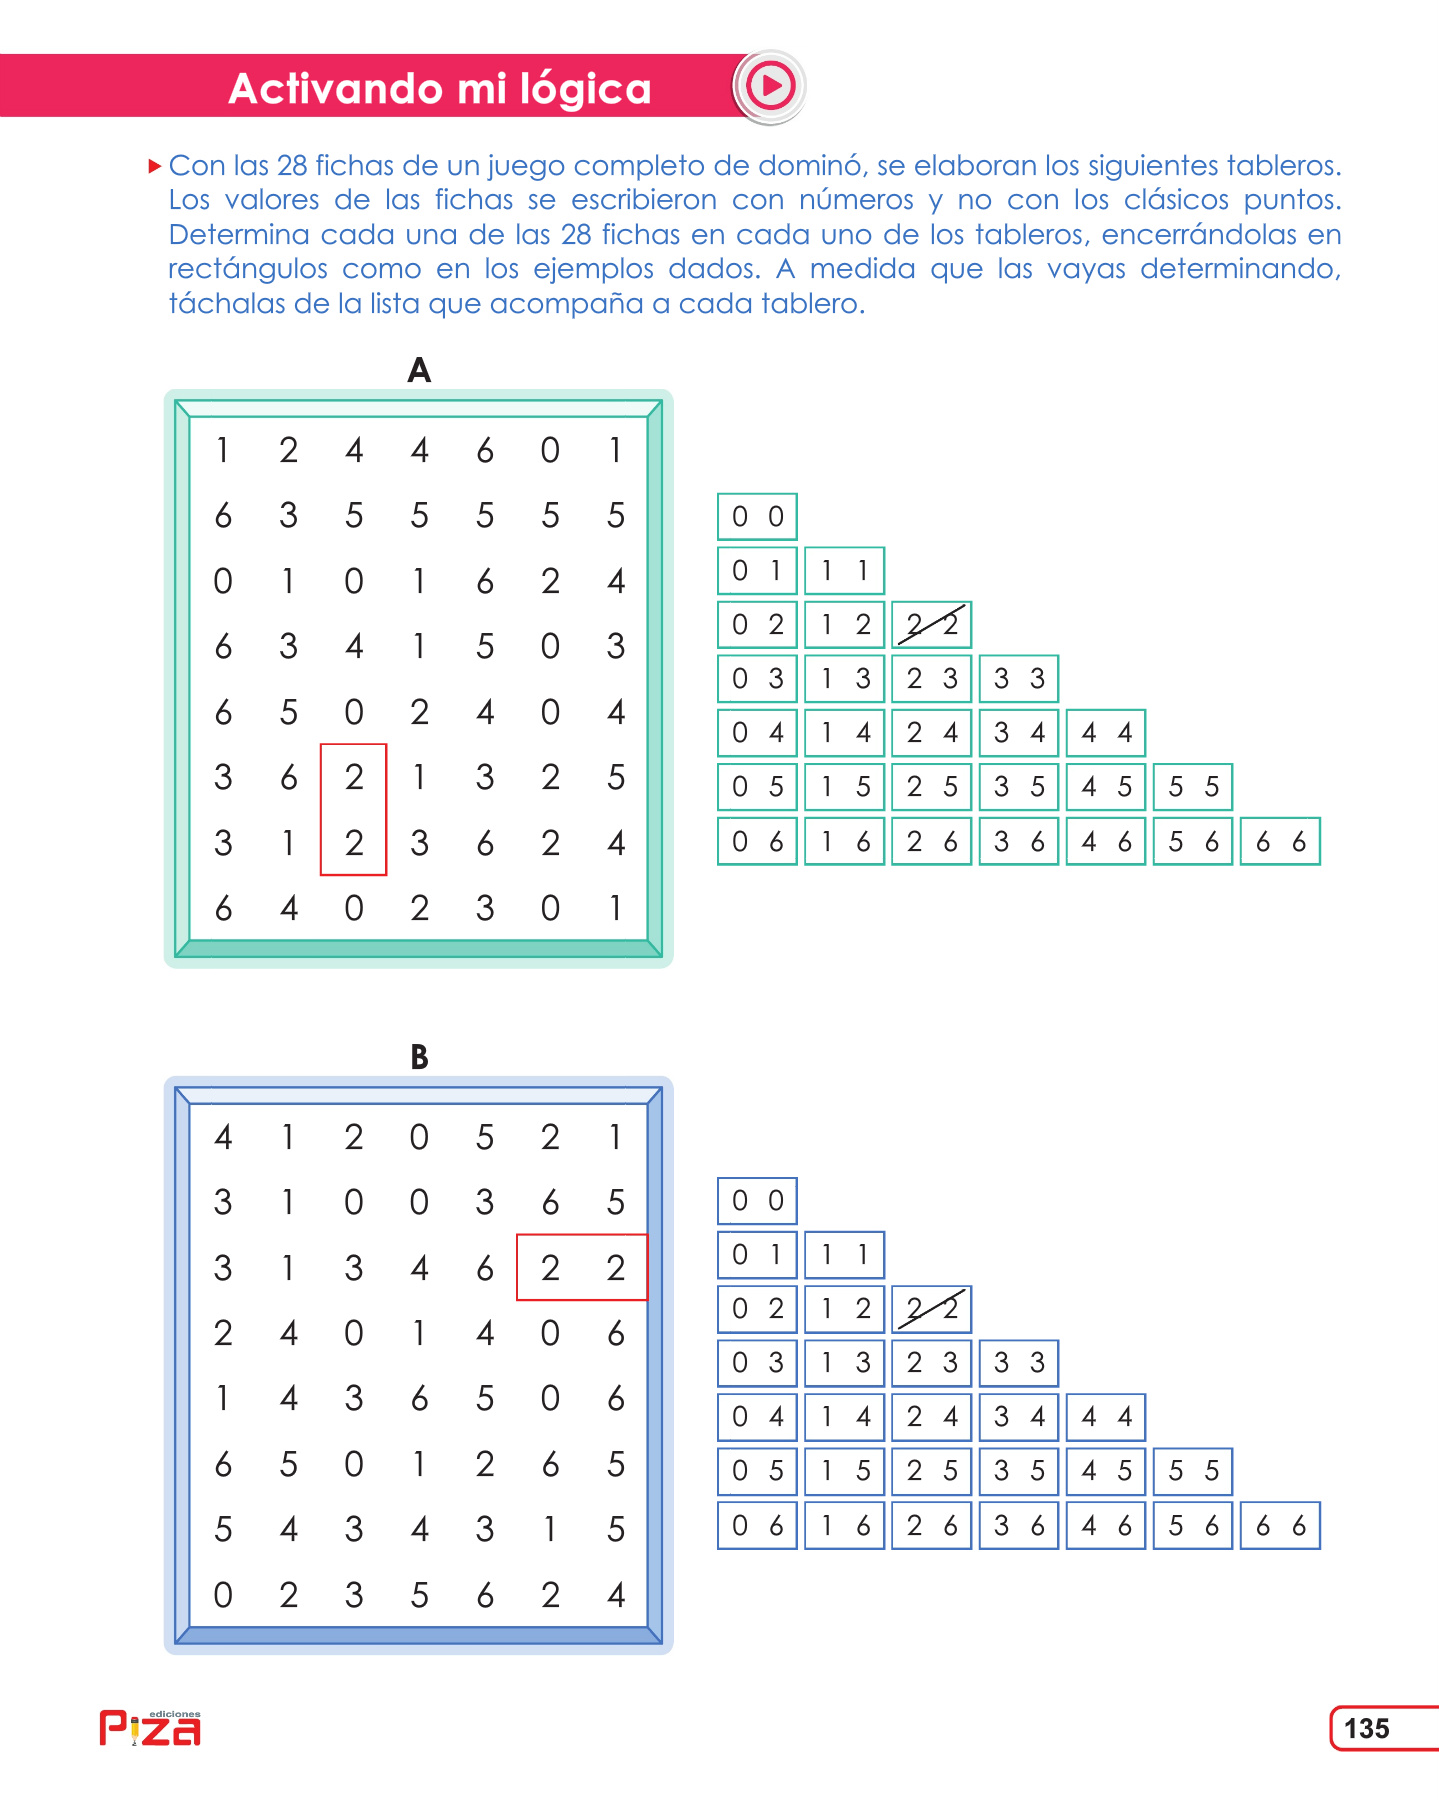 Activando mi lógica
Con las 28 fichas de un juego completo de dominó, se elaboran los siguientes tableros.
Los valores de las fichas se escribieron con números y no con los clásicos puntos.
Determina cada una de las 28 fichas en cada uno de los tableros, encerrándolas en
rectángulos como en los ejemplos dados. A medida que las vayas determinando,
táchalas de la lista que acompaña a cada tablero.
A
1 2 4 4 6 0 1
6 3 5 5 5 5 5
0 1 0 1 6 2 4
6 3 4 1 5 0 3
6 5 0 2 4 0 4
3 6 2 1 3 2 5
3 1 2 3 6 2 4
6 4 0 2 3 0 1
0 0
0 1 1 1
0 2 1 2 2 2
0 3 1 3 2 3 3 3
0 4 1 4 2 4 3 4 4 4
0 5 1 5 2 5 3 5 4 5 5 5
0 6 1 6 2 6 3 6 4 6 5 6 6 6
B
4 1 2 0 5 2 1
3 1 0 0 3 6 5
3 1 3 4 6 2 2
2 4 0 1 4 0 6
1 4 3 6 5 0 6
6 5 0 1 2 6 5
5 4 3 4 3 1 5
0 2 3 5 6 2 4
0 0
0 1 1 1
0 2 1 2 2 2
0 3 1 3 2 3 3 3
0 4 1 4 2 4 3 4 4 4
0 5 1 5 2 5 3 5 4 5 5 5
0 6 1 6 2 6 3 6 4 6 5 6 6 6
ediciones
Piza
135